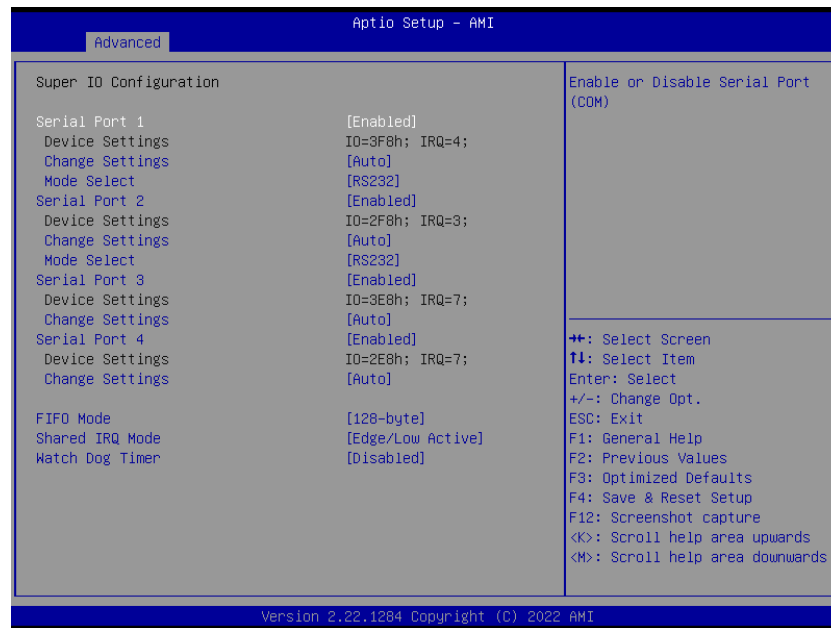 Aptio Setup – AMI
Advanced
Super IO Configuration
Serial Port 1 [Enabled]
Device Settings IO=3F8h; IRQ=4;
Change Settings [Auto]
Mode Select [RS232]
Serial Port 2 [Enabled]
Device Settings IO=2F8h; IRQ=3;
Change Settings [Auto]
Mode Select [RS232]
Serial Port 3 [Enabled]
Device Settings IO=3E8h; IRQ=7;
Change Settings [Auto]
Serial Port 4 [Enabled]
Device Settings IO=2E8h; IRQ=7;
Change Settings [Auto]
FIFO Mode [128-byte]
Shared IRQ Mode [Edge/Low Active]
Watch Dog Timer [Disabled]
Enable or Disable Serial Port
(COM)
→←: Select Screen
↑↓: Select Item
Enter: Select
+/-: Change Opt.
ESC: Exit
F1: General Help
F2: Previous Values
F3: Optimized Defaults
F4: Save & Reset Setup
F12: Screenshot capture
<K>: Scroll help area upwards
<M>: Scroll help area downwards
Version 2.22.1284 Copyright (C) 2022 AMI